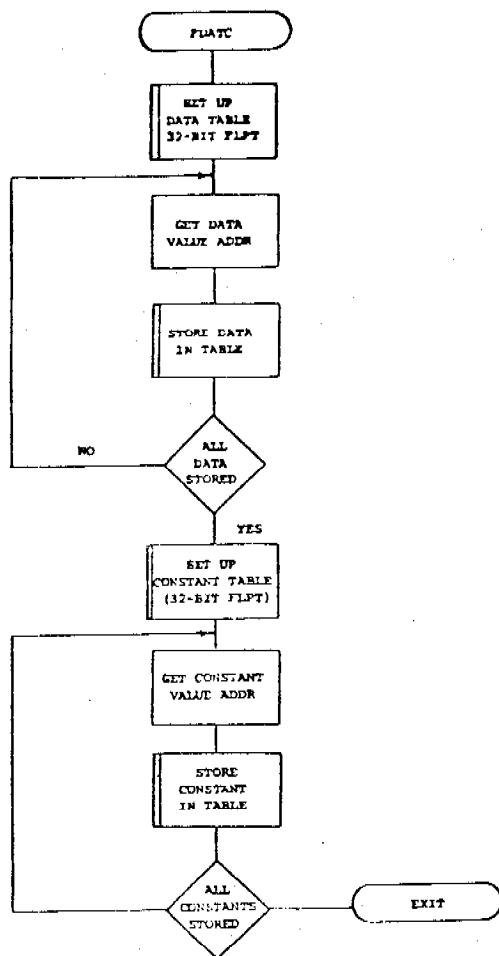 PDATC
SET UP
DATA TABLE
32-BIT FLPT
GET DATA
VALUE ADDR
STORE DATA
IN TABLE
ALL
DATA
STORED
NO
YES
SET UP
CONSTANT TABLE
(32-BIT FLPT)
GET CONSTANT
VALUE ADDR
STORE
CONSTANT
IN TABLE
ALL
CONSTANTS
STORED
EXIT